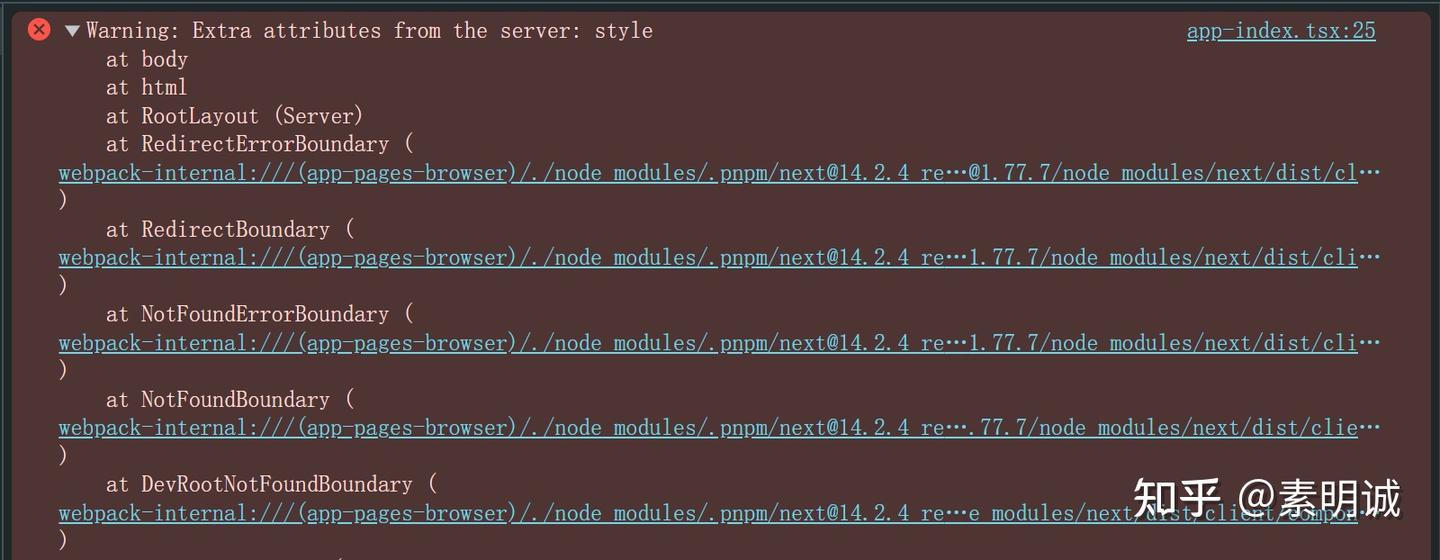 Warning: Extra attributes from the server: style app-index.tsx:25
at body
at html
at RootLayout (Server)
at RedirectErrorBoundary (
webpack-internal:///(app-pages-browser)/./node_modules/.pnpm/next@14.2.4_re…@1.77.7/node_modules/next/dist/cl…
)
at RedirectBoundary (
webpack-internal:///(app-pages-browser)/./node_modules/.pnpm/next@14.2.4_re…1.77.7/node_modules/next/dist/cli…
)
at NotFoundErrorBoundary (
webpack-internal:///(app-pages-browser)/./node_modules/.pnpm/next@14.2.4_re…1.77.7/node_modules/next/dist/cli…
)
at NotFoundBoundary (
webpack-internal:///(app-pages-browser)/./node_modules/.pnpm/next@14.2.4_re….77.7/node_modules/next/dist/clie…
)
at DevRootNotFoundBoundary (
webpack-internal:///(app-pages-browser)/./node_modules/.pnpm/next@14.2.4_re…e_modules/next/dist/client/compon…
)
知乎 @素明诚